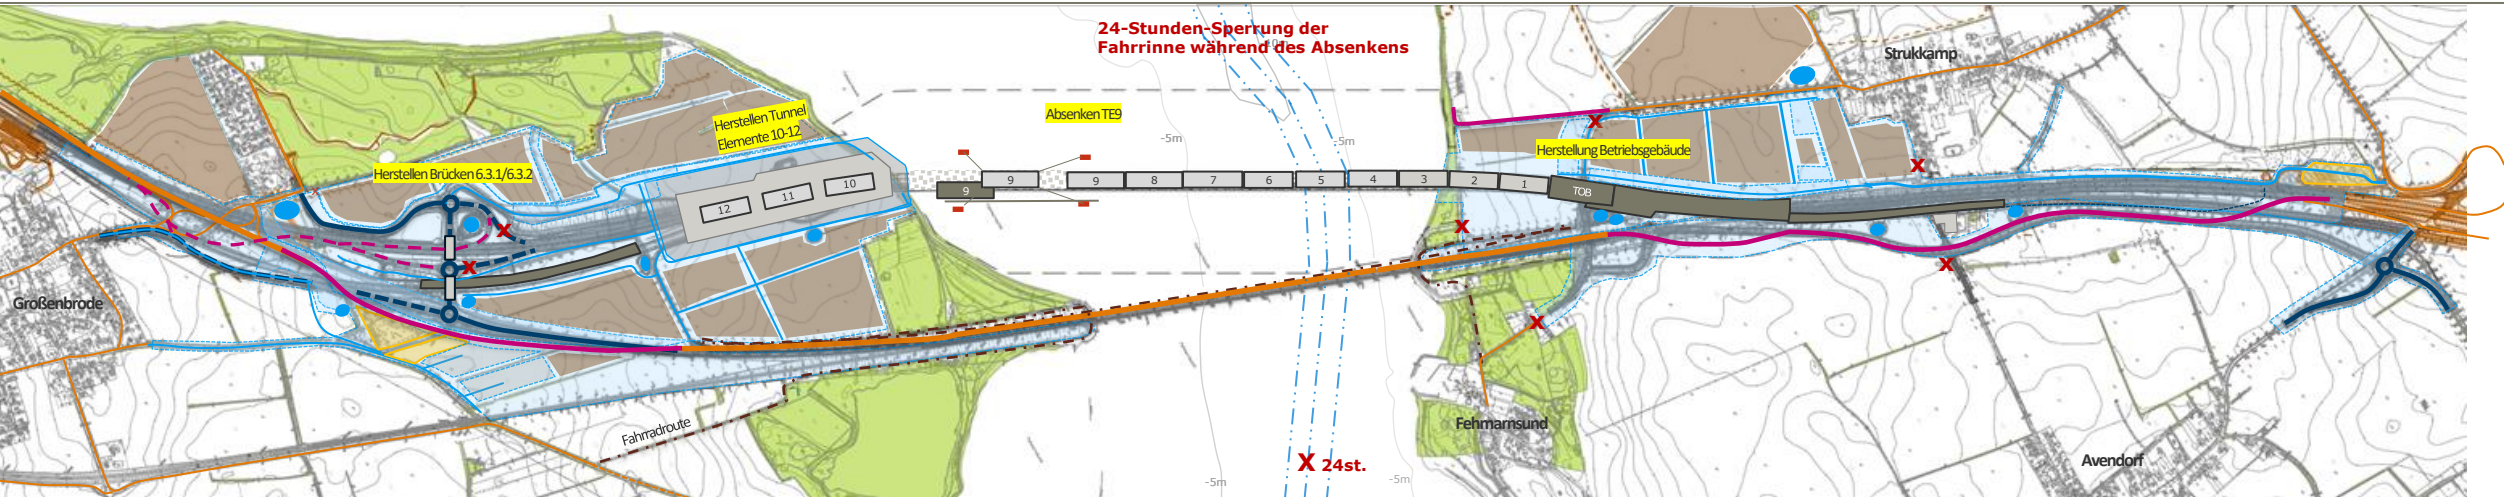 24-Stunden-Sperrung der
Fahrrinne während des Absenkens
Strukkamp
Herstellen Tunnel
Elemente 10-12
Absenken TE9
-5m
-5m
Herstellung Betriebsgebäude
Herstellen Brücken 6.3.1/6.3.2
12
11
10
9
9
9
8
7
6
5
4
3
2
1
TOB
x
x
x
x
x
x
x
Großenbrode
Fahrradroute
Fehmarnsund
Avendorf
X 24st.
-5m
-5m